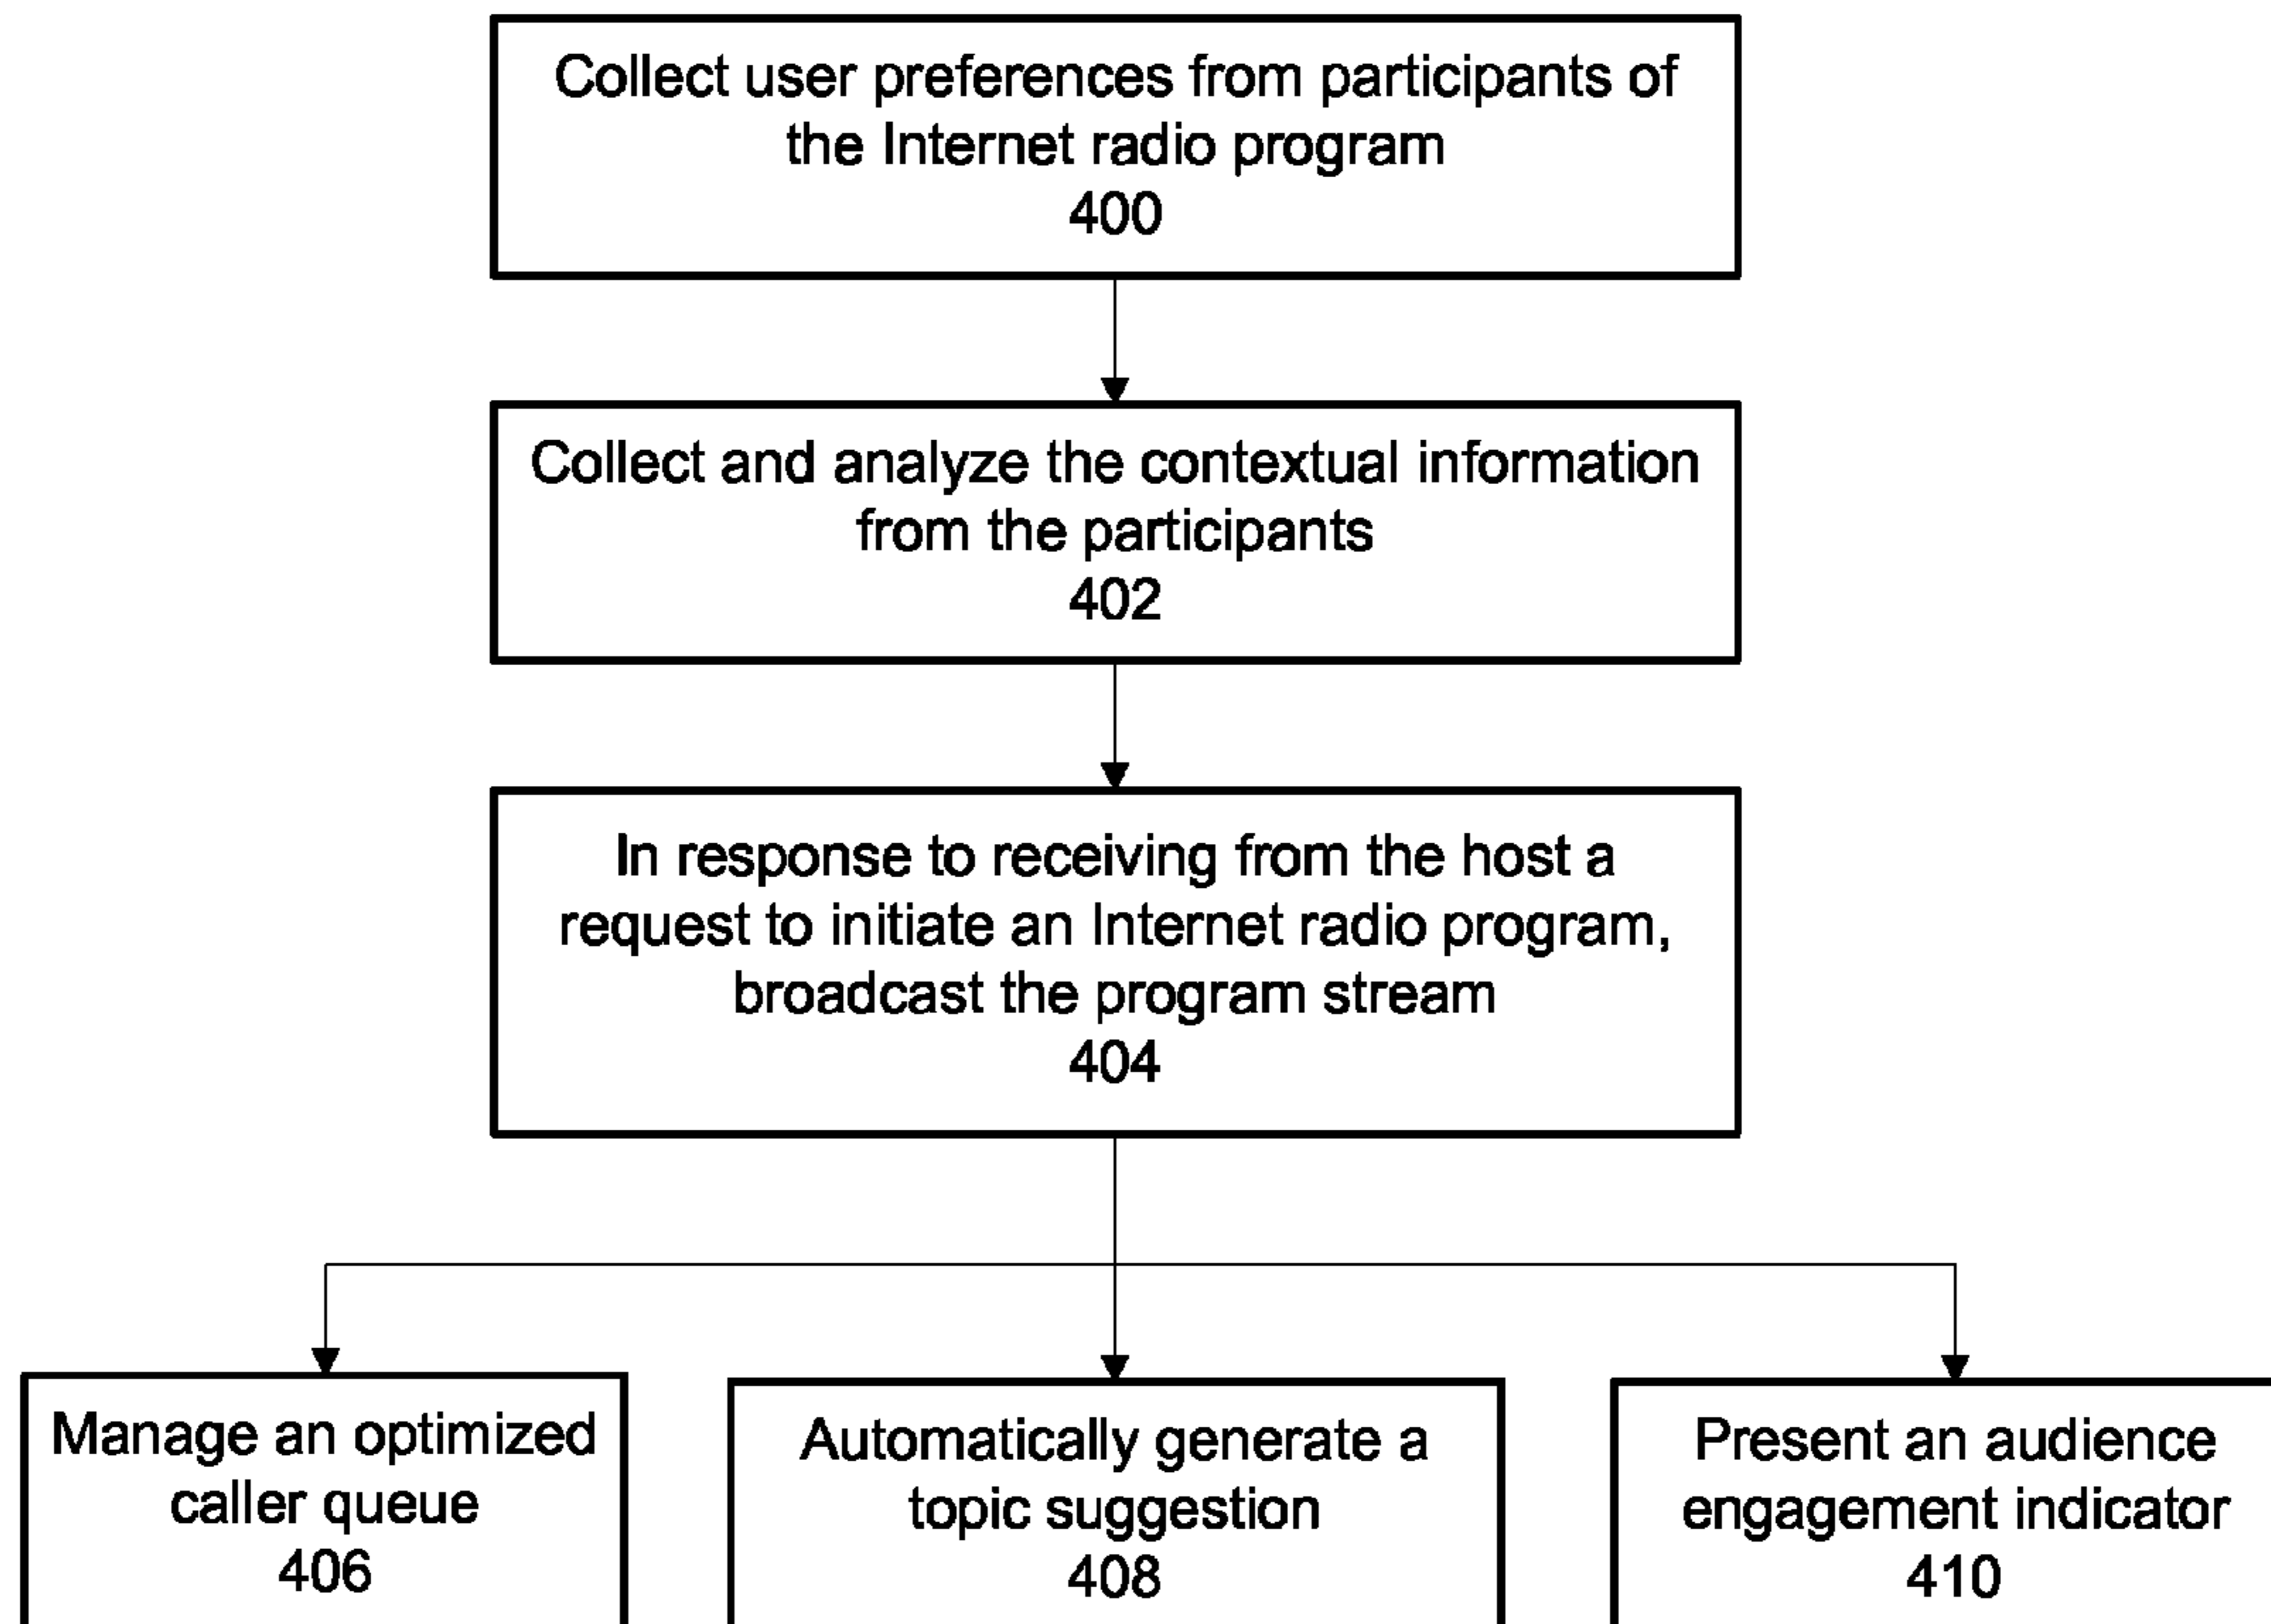 Collect user preferences from participants of
the Internet radio program
400
Collect and analyze the contextual information
from the participants
402
In response to receiving from the host a
request to initiate an Internet radio program,
broadcast the program stream
404
Manage an optimized
caller queue
406
Automatically generate a
topic suggestion
408
Present an audience
engagement indicator
410